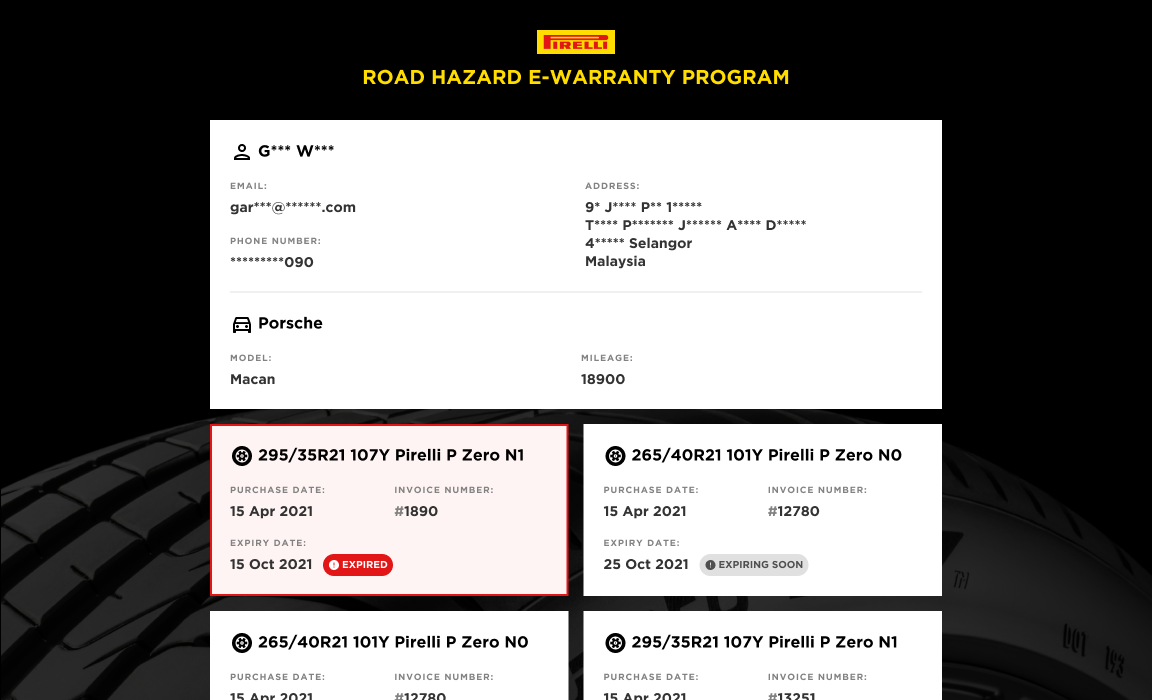 PIRELLI
ROAD HAZARD E-WARRANTY PROGRAM
G*** W***
EMAIL:
gar***@******.com
PHONE NUMBER:
*********090
ADDRESS:
9* J**** P** 1*****
T**** P******* J****** A**** D*****
4***** Selangor
Malaysia
Porsche
MODEL:
Macan
MILEAGE:
18900
295/35R21 107Y Pirelli P Zero N1
PURCHASE DATE:
15 Apr 2021
INVOICE NUMBER:
#1890
EXPIRY DATE:
15 Oct 2021
EXPIRED
265/40R21 101Y Pirelli P Zero N0
PURCHASE DATE:
15 Apr 2021
INVOICE NUMBER:
#12780
EXPIRY DATE:
25 Oct 2021
EXPIRING SOON
265/40R21 101Y Pirelli P Zero N0
PURCHASE DATE:
15 Apr 2021
INVOICE NUMBER:
#12780
295/35R21 107Y Pirelli P Zero N1
PURCHASE DATE:
15 Apr 2021
INVOICE NUMBER:
#13251
TM